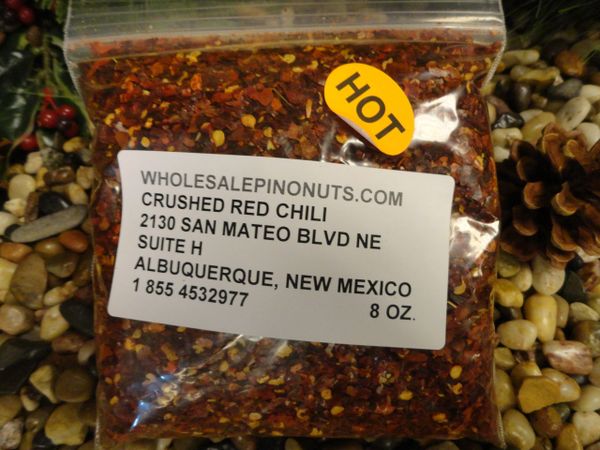 HOT
WHOLESALEPINONUTS.COM
CRUSHED RED CHILI
2130 SAN MATEO BLVD NE
SUITE H
ALBUQUERQUE, NEW MEXICO
1 855 4532977 8 OZ.